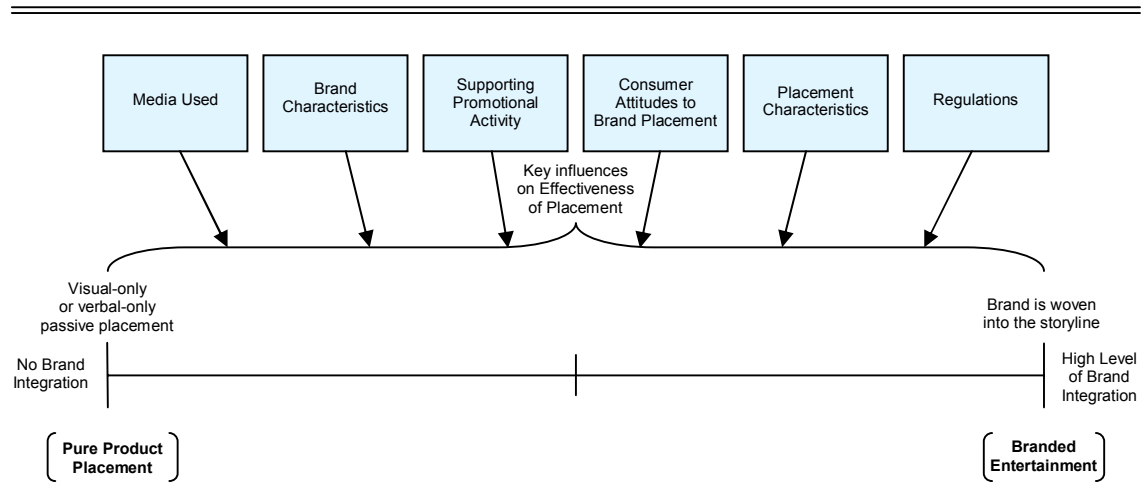 Media Used
Brand
Characteristics
Supporting
Promotional
Activity
Consumer
Attitudes to
Brand Placement
Placement
Characteristics
Regulations
Key influences
on Effectiveness
of Placement
Visual-only
or verbal-only
passive placement
Brand is woven
into the storyline
No Brand
Integration
High Level
of Brand
Integration
Pure Product
Placement
Branded
Entertainment